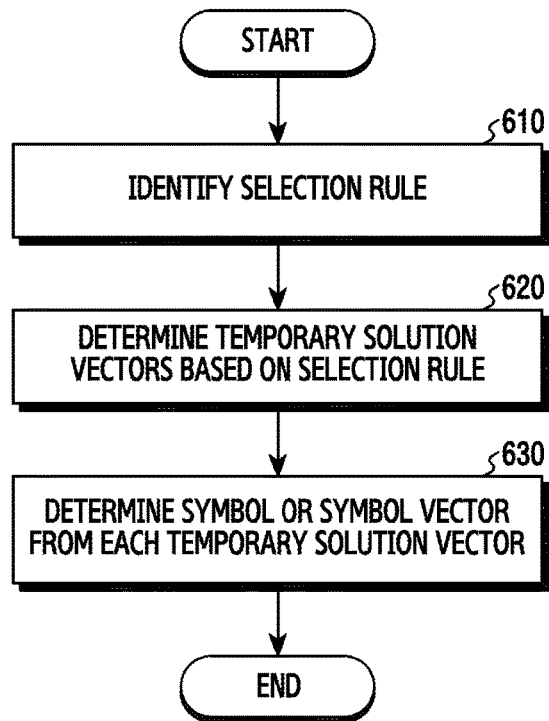 START
610
IDENTIFY SELECTION RULE
620
DETERMINE TEMPORARY SOLUTION
VECTORS BASED ON SELECTION RULE
630
DETERMINE SYMBOL OR SYMBOL VECTOR
FROM EACH TEMPORARY SOLUTION VECTOR
END